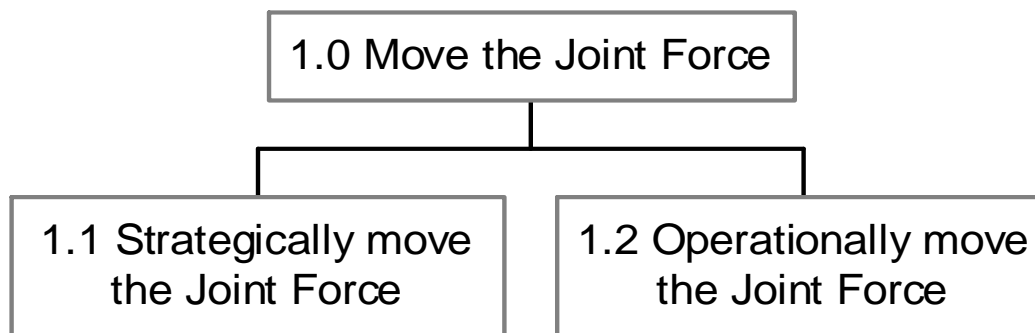 1.0 Move the Joint Force
1.1 Strategically move
the Joint Force
1.2 Operationally move
the Joint Force